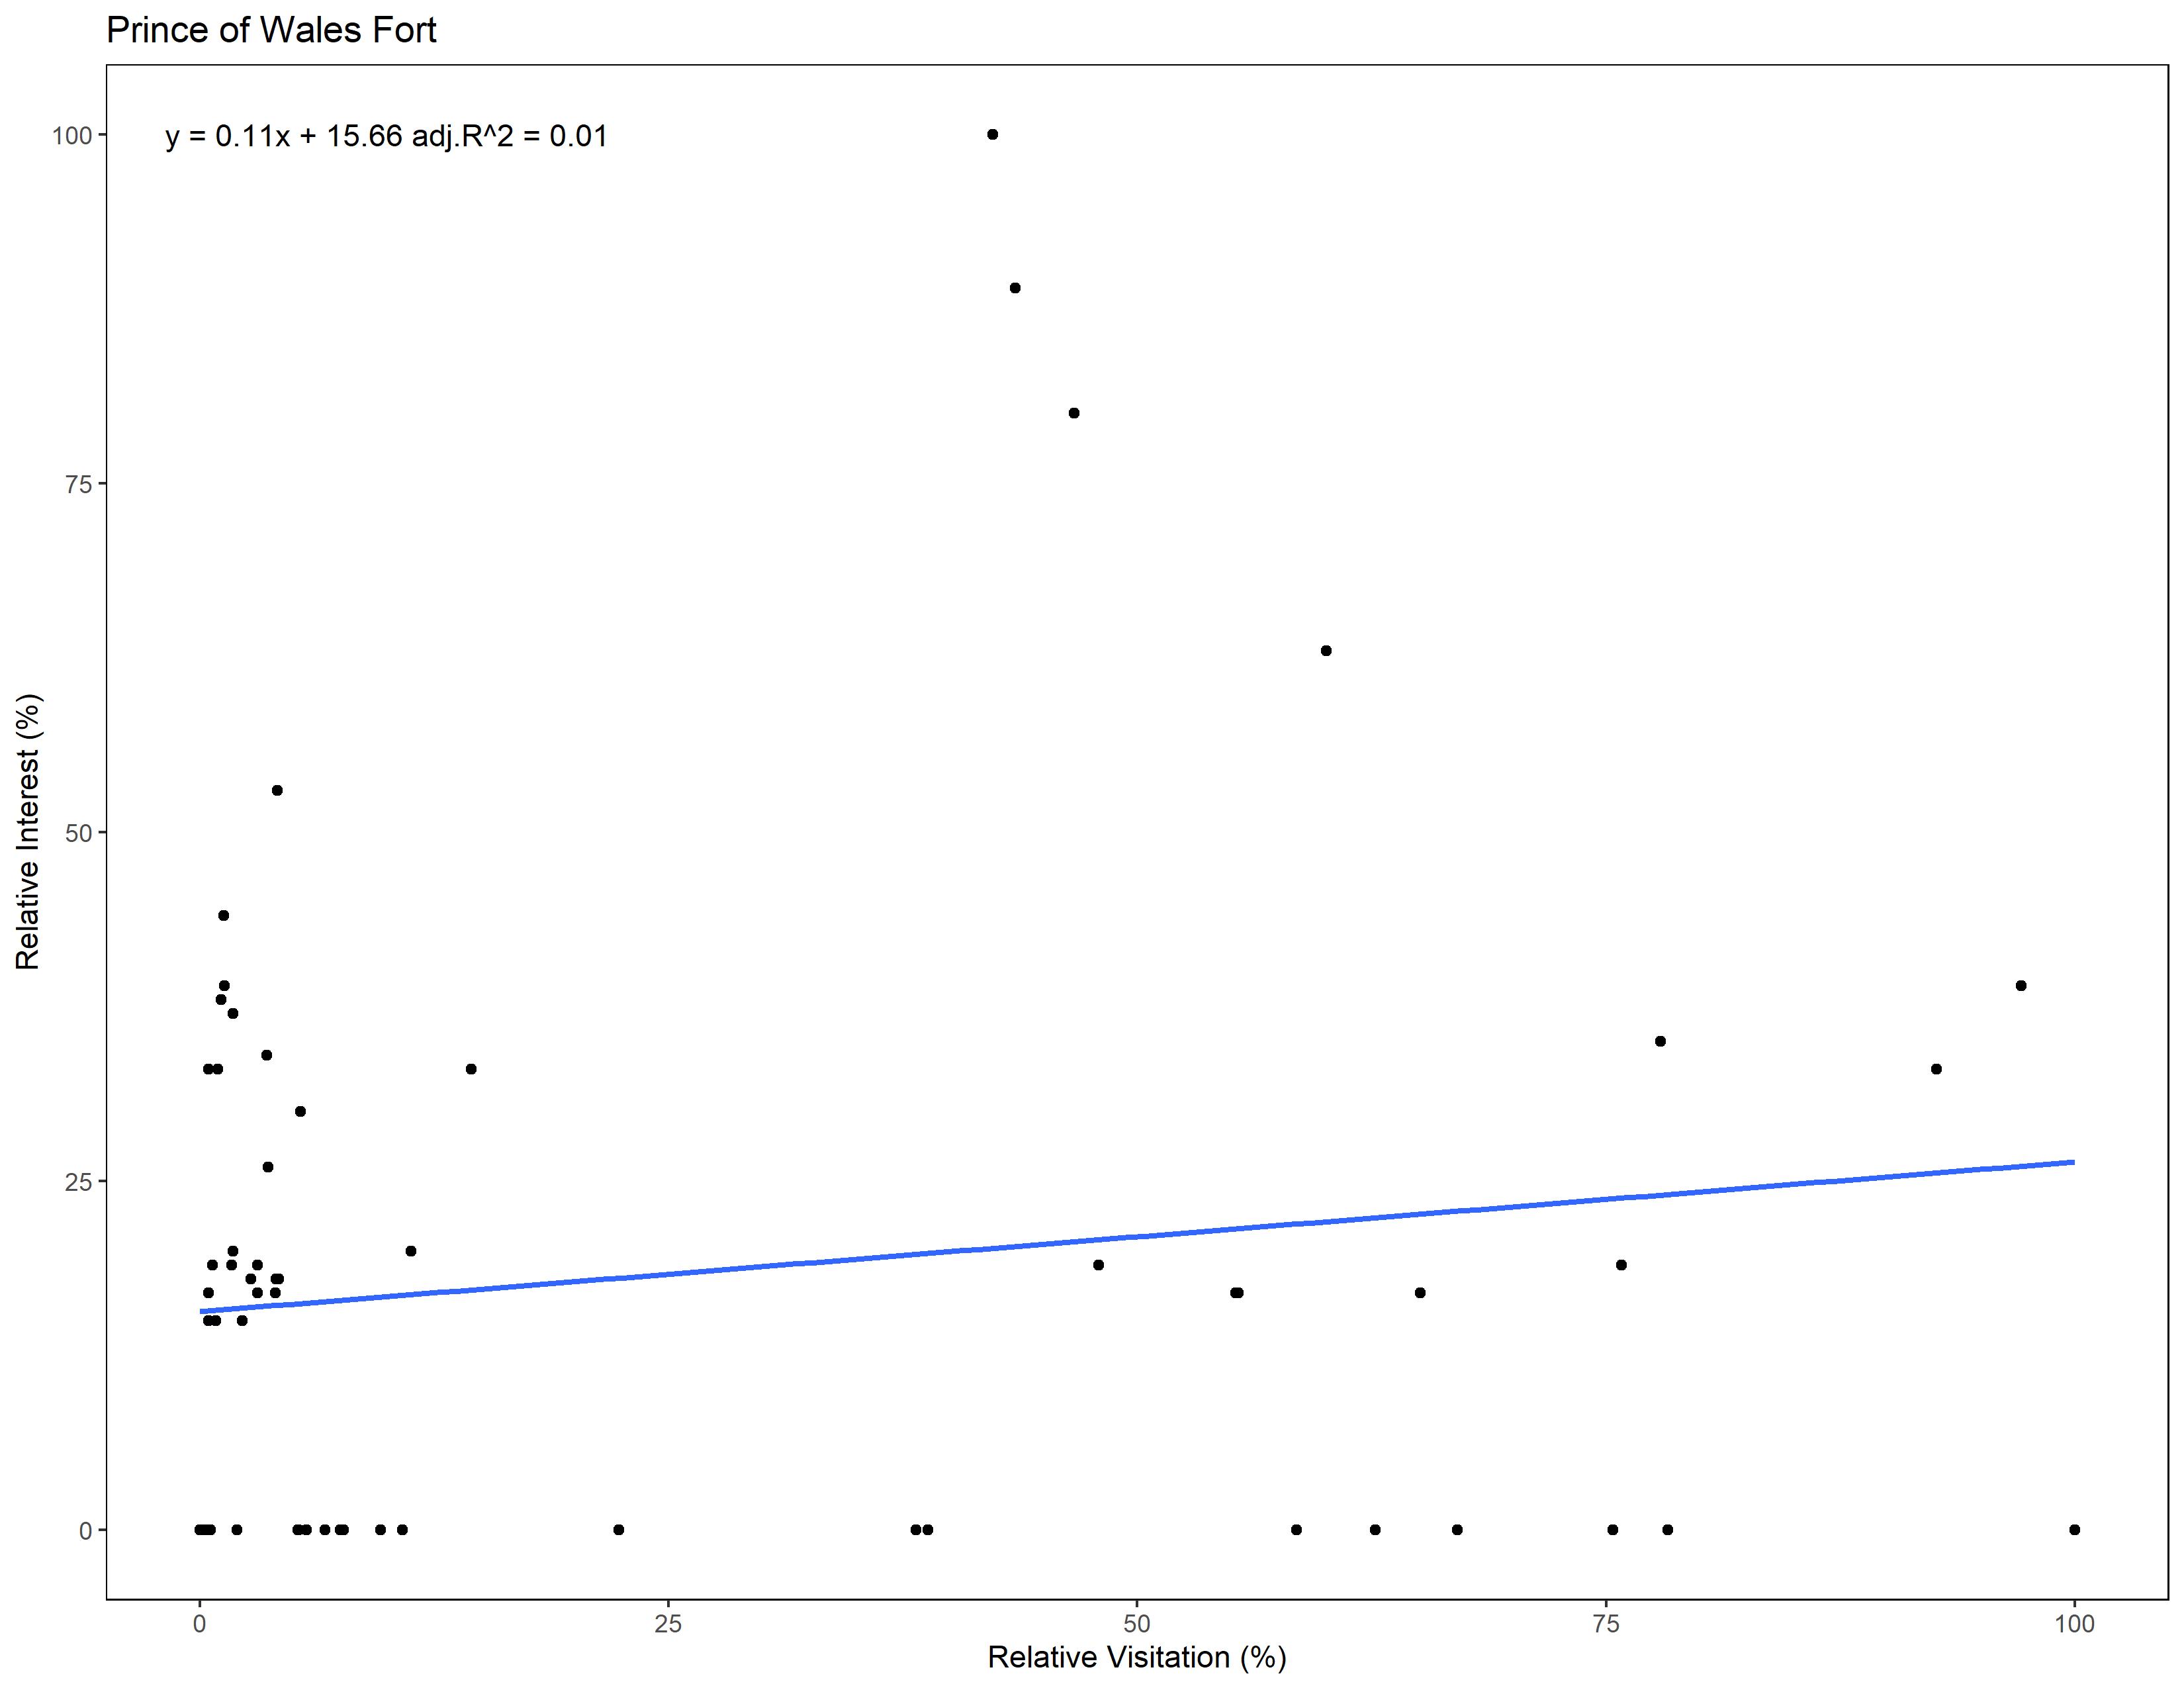 Prince of Wales Fort
y = 0.11x + 15.66 adj.R^2 = 0.01
100
75
50
25
0
Relative Interest (%)
0 25 50 75 100
Relative Visitation (%)